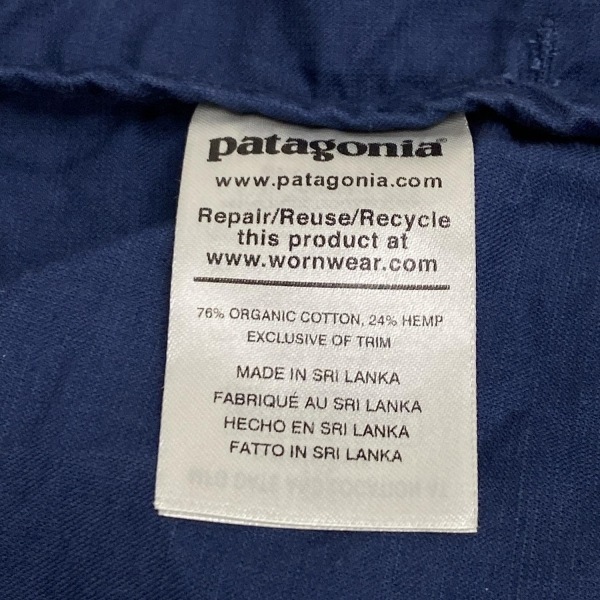 patagonia®
www.patagonia.com
Repair/Reuse/Recycle
this product at
www.wornwear.com
76% ORGANIC COTTON, 24% HEMP
EXCLUSIVE OF TRIM
MADE IN SRI LANKA
FABRIQUÉ AU SRI LANKA
HECHO EN SRI LANKA
FATTO IN SRI LANKA